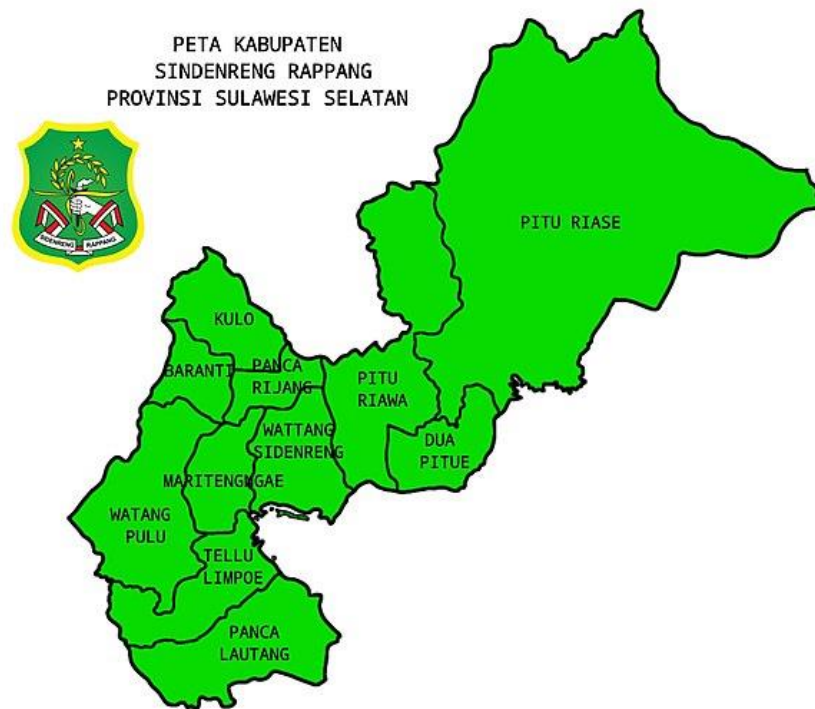 PETA KABUPATEN
SINDENRENG RAPPANG
PROVINSI SULAWESI SELATAN
SIDENRENG RAPPANG
PITU RIASE
KULO
BARANTI
PANCA
RIJANG
PITU
RIAWA
WATTANG
SIDENRENG
DUA
PITUE
MARITENGNGAE
WATANG
PULU
TELLU
LIMPOE
PANCA
LAUTANG